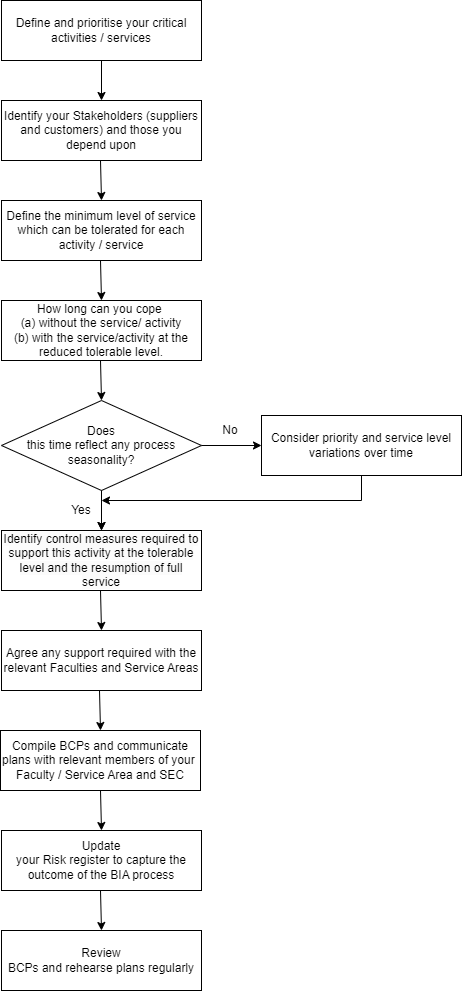 Define and prioritise your critical
activities / services
Identify your Stakeholders (suppliers
and customers) and those you
depend upon
Define the minimum level of service
which can be tolerated for each
activity / service
How long can you cope
(a) without the service/ activity
(b) with the service/activity at the
reduced tolerable level.
Does
this time reflect any process
seasonality?
No
Consider priority and service level
variations over time
Yes
Identify control measures required to
support this activity at the tolerable
level and the resumption of full
service
Agree any support required with the
relevant Faculties and Service Areas
Compile BCPs and communicate
plans with relevant members of your
Faculty / Service Area and SEC
Update
your Risk register to capture the
outcome of the BIA process
Review
BCPs and rehearse plans regularly